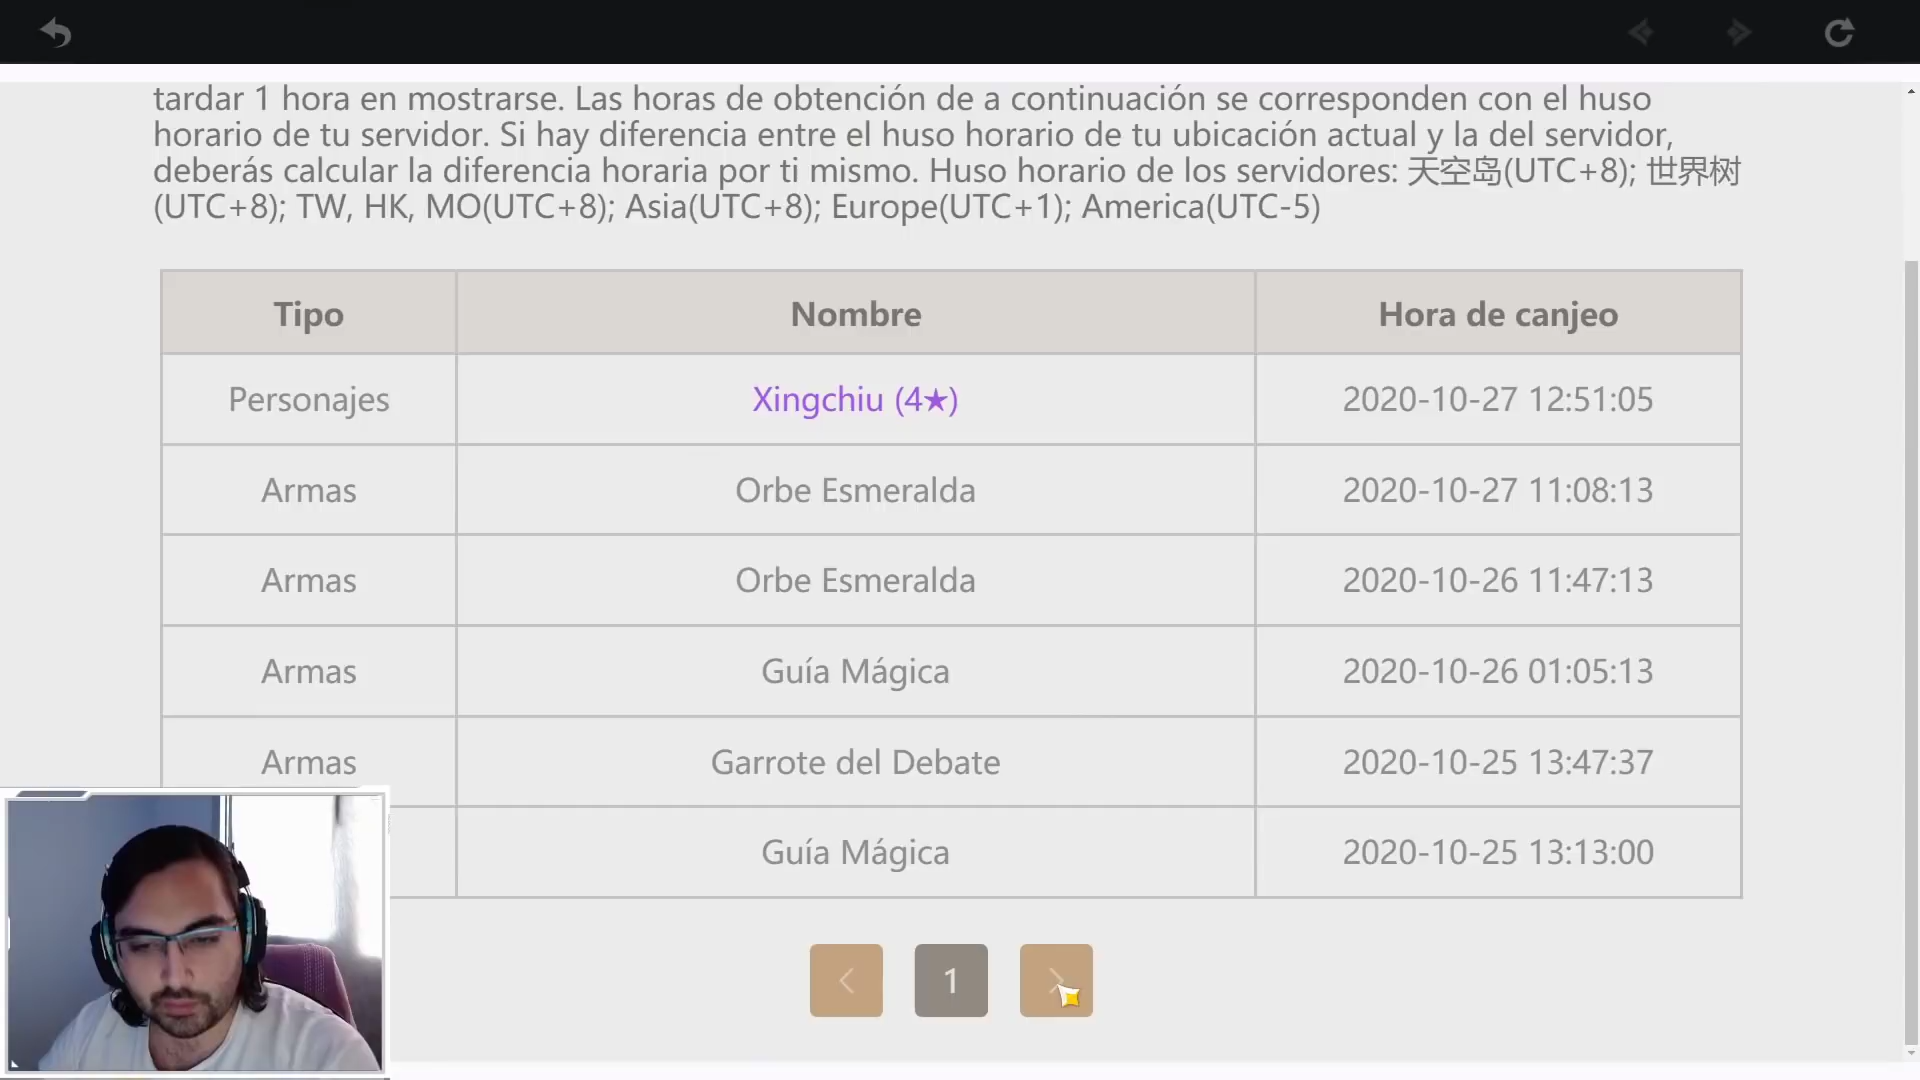 tardar 1 hora en mostrarse. Las horas de obtención de a continuación se corresponden con el huso
horario de tu servidor. Si hay diferencia entre el huso horario de tu ubicación actual y la del servidor,
deberás calcular la diferencia horaria por ti mismo. Huso horario de los servidores: 天空岛(UTC+8); 世界树
(UTC+8); TW, HK, MO(UTC+8); Asia(UTC+8); Europe(UTC+1); America(UTC-5)
Tipo Nombre Hora de canjeo
Personajes Xingchiu (4★) 2020-10-27 12:51:05
Armas Orbe Esmeralda 2020-10-27 11:08:13
Armas Orbe Esmeralda 2020-10-26 11:47:13
Armas Guía Mágica 2020-10-26 01:05:13
Armas Garrote del Debate 2020-10-25 13:47:37
Guía Mágica 2020-10-25 13:13:00
< 1 >